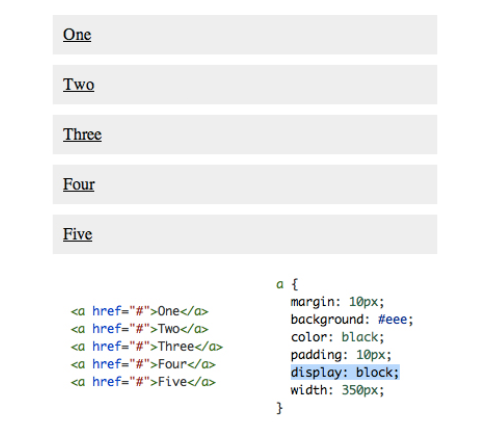 One
Two
Three
Four
Five
<a href="#">One</a>
<a href="#">Two</a>
<a href="#">Three</a>
<a href="#">Four</a>
<a href="#">Five</a>
a {
margin: 10px;
background: #eee;
color: black;
padding: 10px;
display: block;
width: 350px;
}